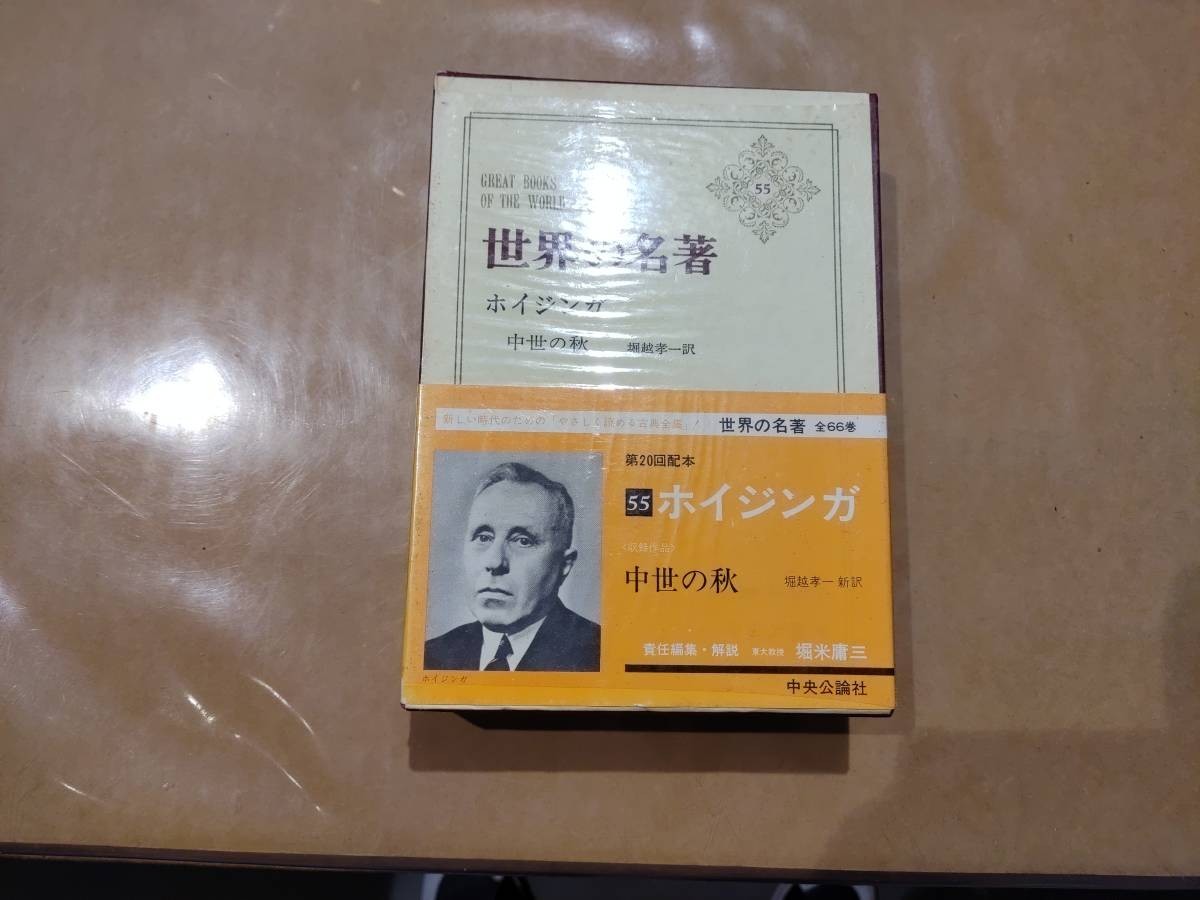 GREAT BOOKS
OF THE WORLD
55
世界の名著
ホイジンガ
中世の秋 堀越孝一訳
新しい時代のための「やさしく読める古典全集」! 世界の名著 全66巻
第20回配本
55 ホイジンガ
〈収録作品〉
中世の秋 堀越孝一 新訳
責任編集・解説 東大教授 堀米庸三
ホイジンガ
中央公論社